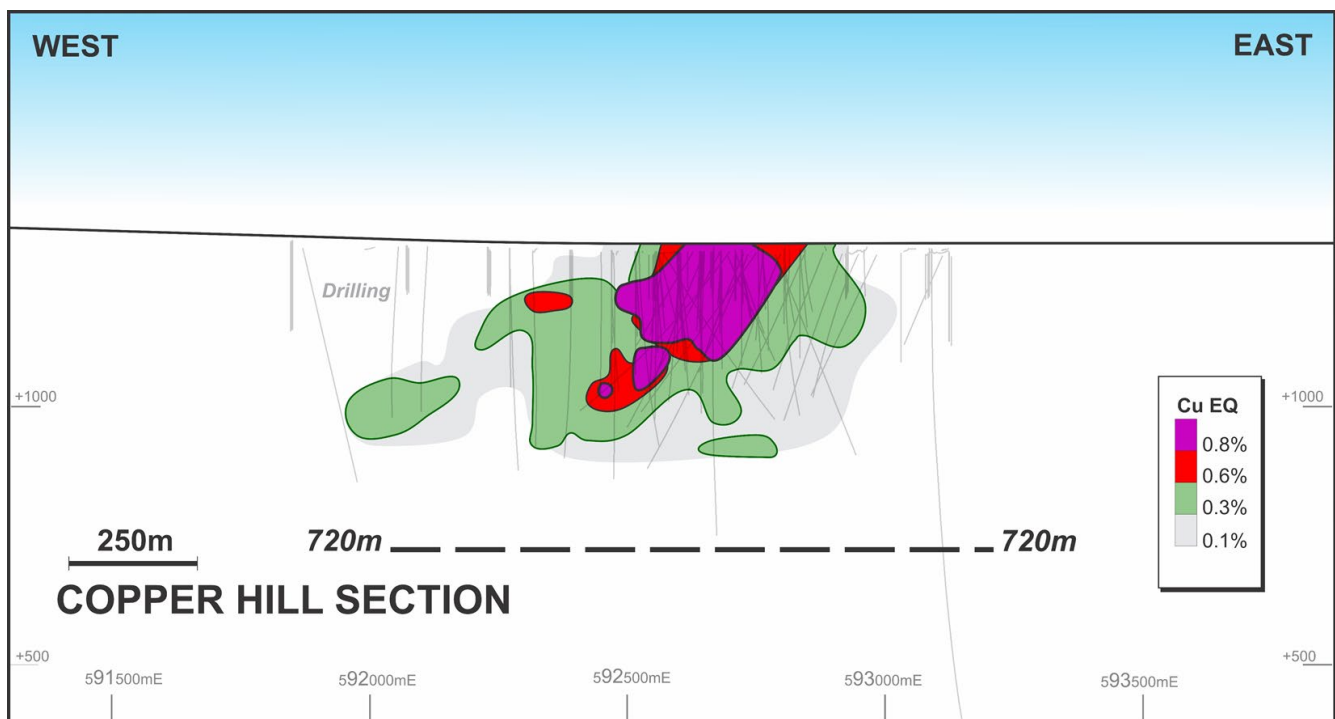 WEST
EAST
Drilling
+1000
+1000
Cu EQ
0.8%
0.6%
0.3%
0.1%
250m
720m
720m
COPPER HILL SECTION
+500
+500
591500mE
592000mE
592500mE
593000mE
593500mE